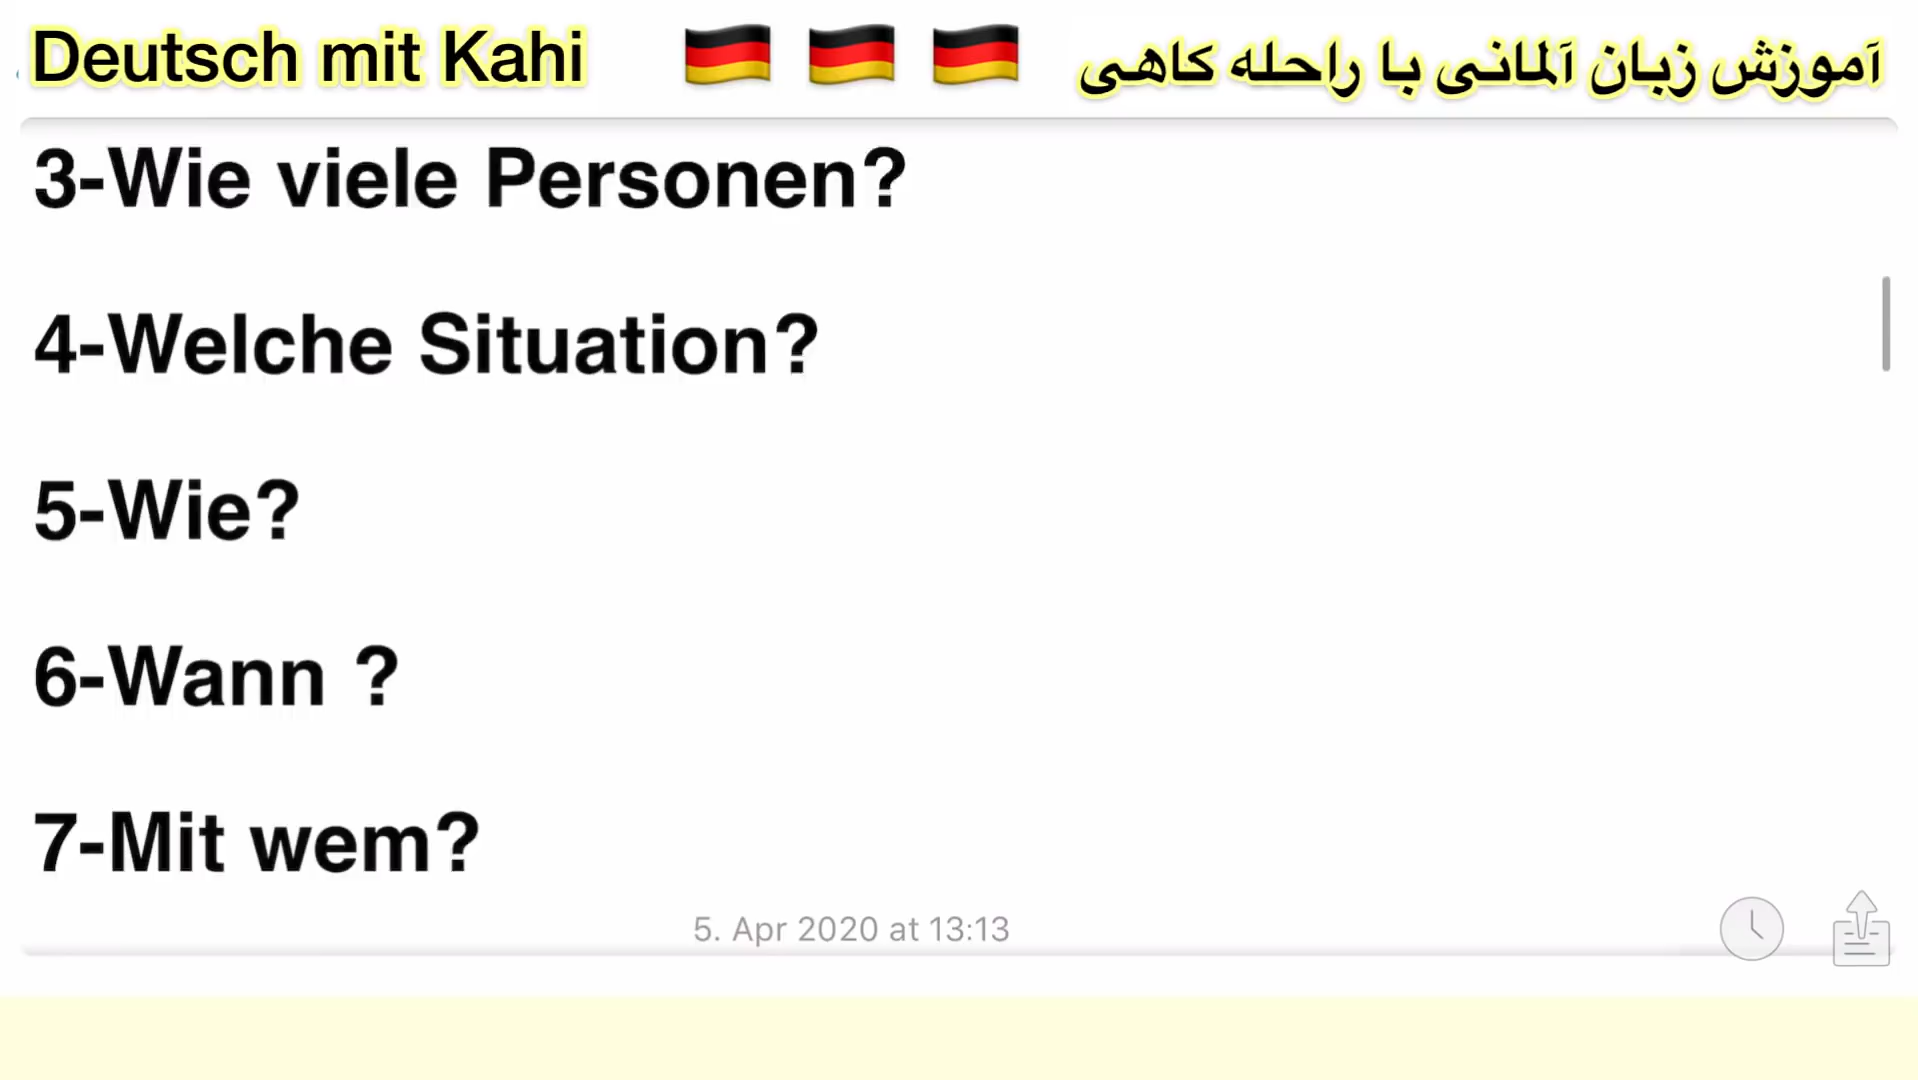 Deutsch mit Kahi 🇩🇪 🇩🇪 🇩🇪 آموزش زبان آلمانی با راحله کاهی
3-Wie viele Personen?
4-Welche Situation?
5-Wie?
6-Wann ?
7-Mit wem?
5. Apr 2020 at 13:13